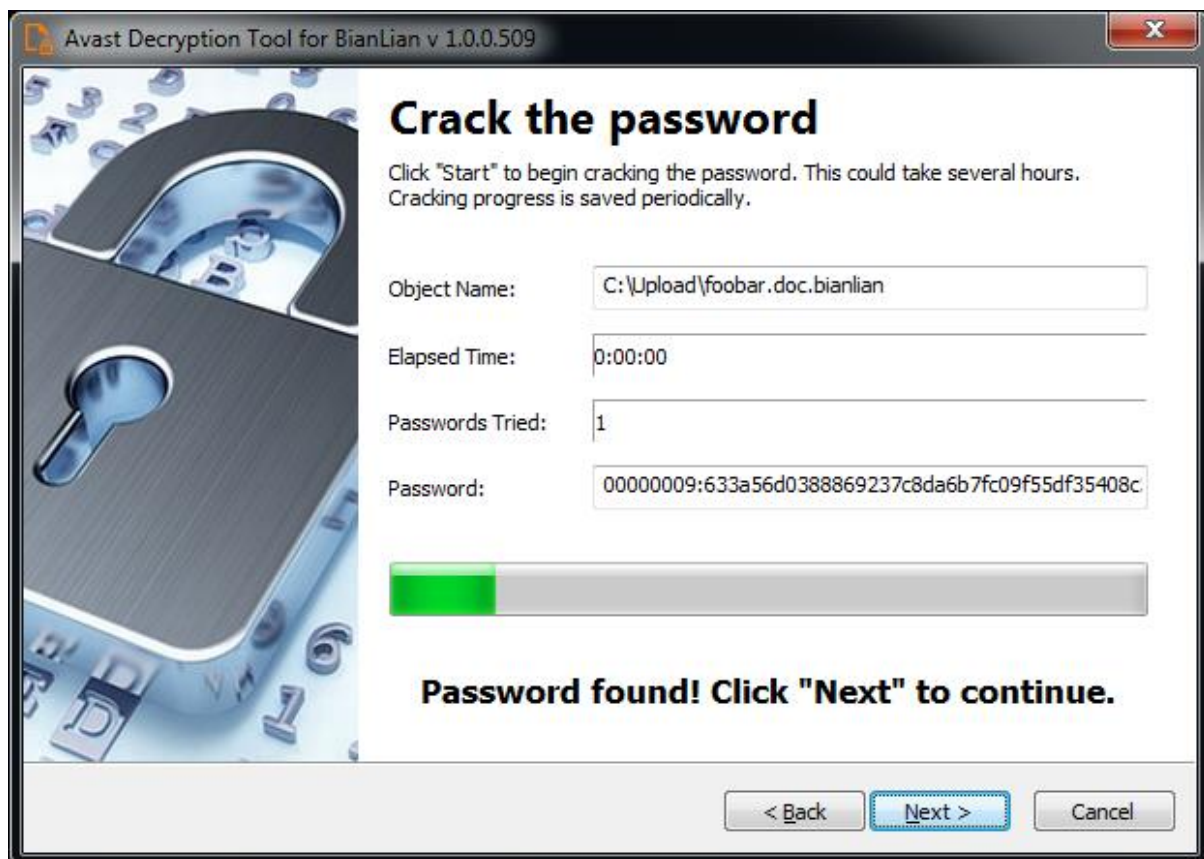 Avast Decryption Tool for BianLian v 1.0.0.509
Crack the password
Click "Start" to begin cracking the password. This could take several hours.
Cracking progress is saved periodically.
Object Name: C:\Upload\foobar.doc.bianlian
Elapsed Time: 0:00:00
Passwords Tried: 1
Password: 00000009:633a56d0388869237c8da6b7fc09f55df35408c
Password found! Click "Next" to continue.
< Back Next > Cancel